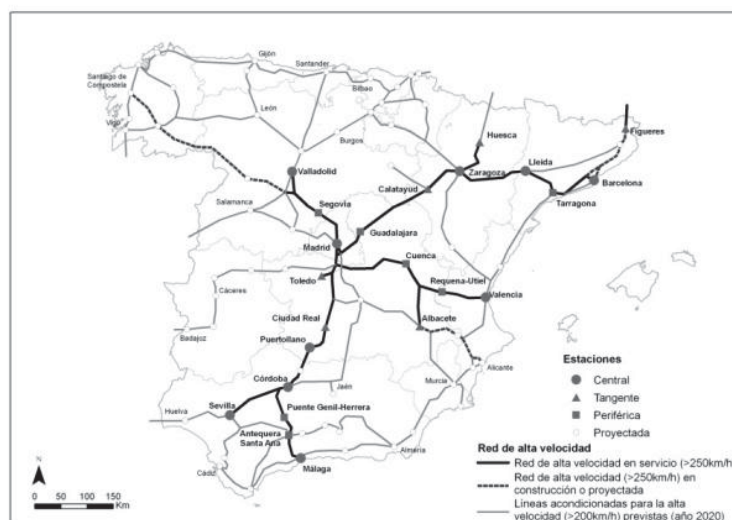 Gijón
Santander
Santiago de
Compostela
Bilbao
León
Vigo
Burgos
Huesca
Figueres
Zaragoza
Lleida
Valladolid
Barcelona
Calatayud
Tarragona
Segovia
Salamanca
Guadalajara
Madrid
Cuenca
Toledo
Requena-Utiel
Cáceres
Valencia
Ciudad Real
Albacete
Badajoz
Puertollano
Alicante
Córdoba
Murcia
Jaén
Sevilla
Huelva
Puente Genil-Herrera
Antequera
Santa Ana
Almería
Cádiz
Málaga
Estaciones
Central
Tangente
Periférica
Proyectada
Red de alta velocidad
Red de alta velocidad en servicio (>250km/h)
Red de alta velocidad (>250km/h) en
construcción o proyectada
Lineas acondicionadas para la alta
velocidad (>200km/h) previstas (año 2020)
N
0 50 100 150
Km